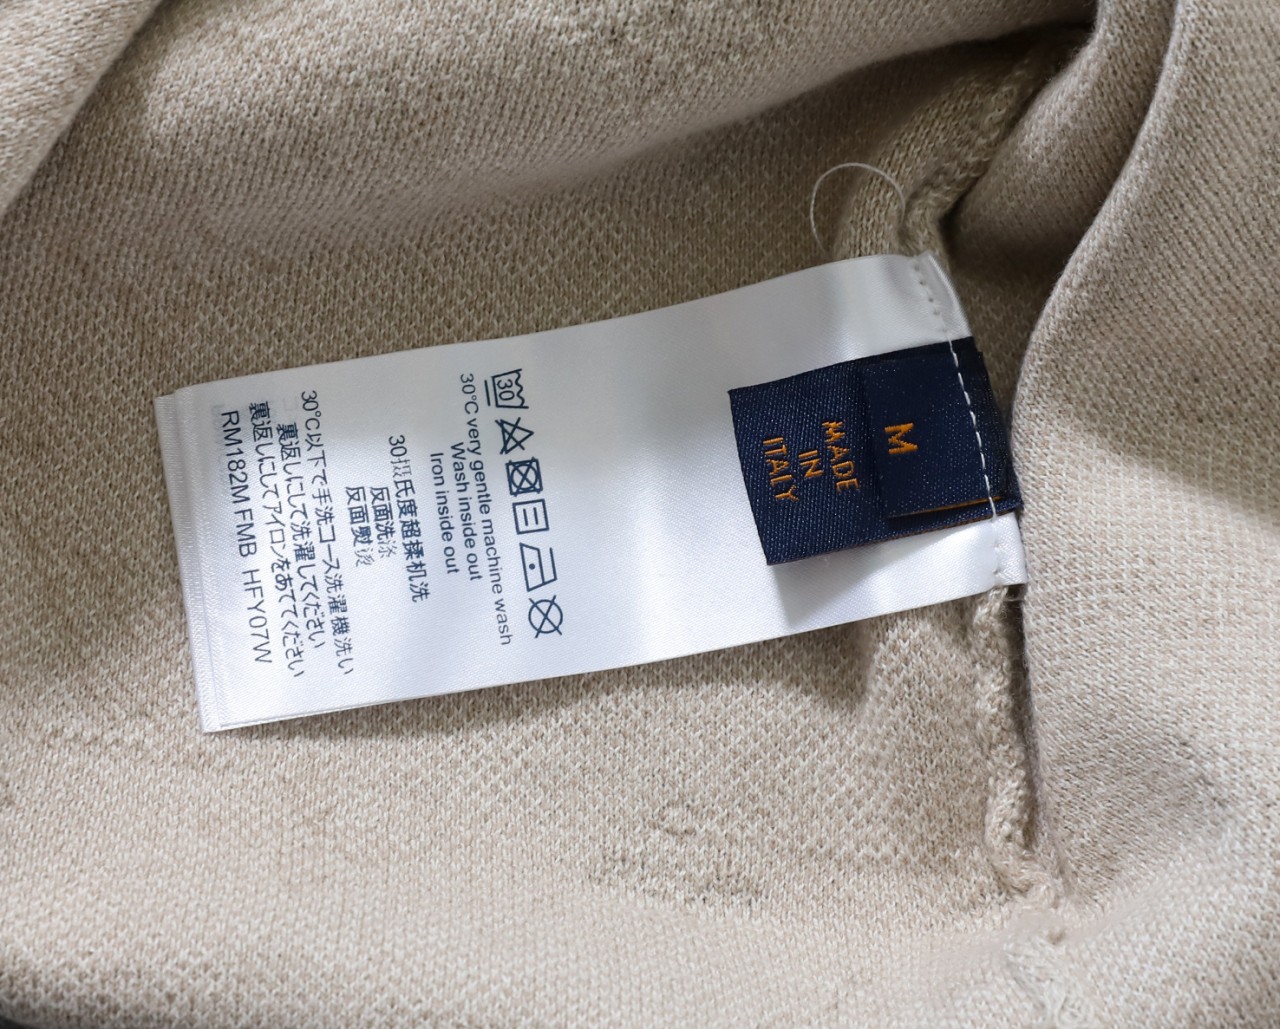 30
30°C very gentle machine wash
Wash inside out
Iron inside out
30摄氏度超揉机洗
反面洗涤
反面熨烫
30℃以下で手洗コース洗濯機洗い
裏返しにして洗濯してください
裏返しにしてアイロンをあててください
RM182M FMB HFY07W
M
MADE
IN
ITALY